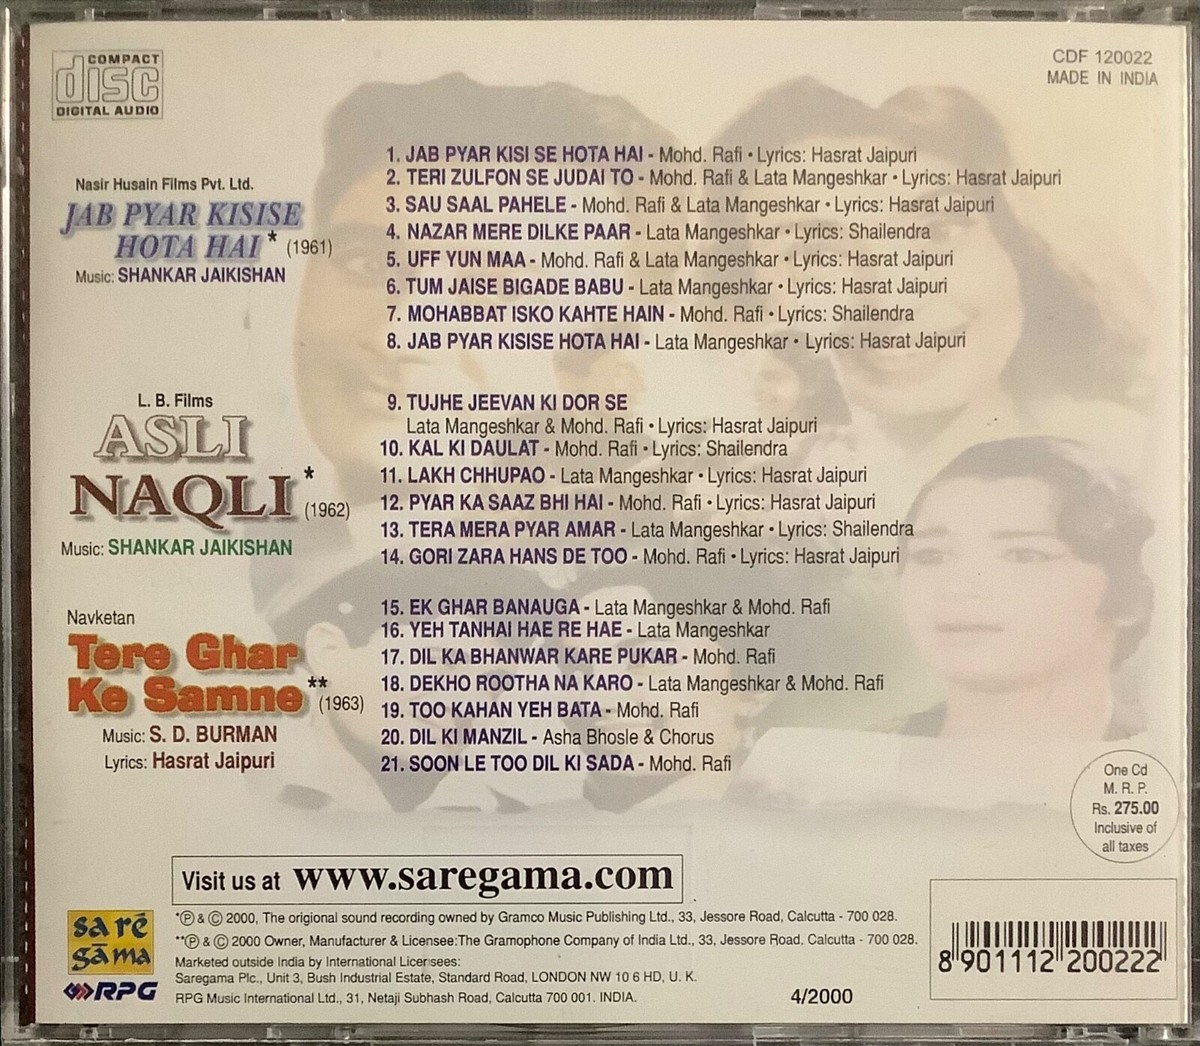 COMPACT
disc
DIGITAL AUDIO
CDF 120022
MADE IN INDIA
Nasir Husain Films Pvt. Ltd.
JAB PYAR KISISE
HOTA HAI * (1961)
Music: SHANKAR JAIKISHAN
1. JAB PYAR KISI SE HOTA HAI - Mohd. Rafi • Lyrics: Hasrat Jaipuri
2. TERI ZULFON SE JUDAI TO - Mohd. Rafi & Lata Mangeshkar • Lyrics: Hasrat Jaipuri
3. SAU SAAL PAHELE - Mohd. Rafi & Lata Mangeshkar • Lyrics: Hasrat Jaipuri
4. NAZAR MERE DILKE PAAR - Lata Mangeshkar • Lyrics: Shailendra
5. UFF YUN MAA - Mohd. Rafi & Lata Mangeshkar • Lyrics: Hasrat Jaipuri
6. TUM JAISE BIGADE BABU - Lata Mangeshkar • Lyrics: Hasrat Jaipuri
7. MOHABBAT ISKO KAHTE HAIN - Mohd. Rafi • Lyrics: Shailendra
8. JAB PYAR KISISE HOTA HAI - Lata Mangeshkar • Lyrics: Hasrat Jaipuri
L. B. Films
ASLI
NAQLI * (1962)
Music: SHANKAR JAIKISHAN
9. TUJHE JEEVAN KI DOR SE
Lata Mangeshkar & Mohd. Rafi • Lyrics: Hasrat Jaipuri
10. KAL KI DAULAT - Mohd. Rafi • Lyrics: Shailendra
11. LAKH CHHUPAO - Lata Mangeshkar • Lyrics: Hasrat Jaipuri
12. PYAR KA SAAZ BHI HAI - Mohd. Rafi • Lyrics: Hasrat Jaipuri
13. TERA MERA PYAR AMAR - Lata Mangeshkar • Lyrics: Shailendra
14. GORI ZARA HANS DE TOO - Mohd. Rafi • Lyrics: Hasrat Jaipuri
Navketan
Tere Ghar
Ke Samne ** (1963)
Music: S. D. BURMAN
Lyrics: Hasrat Jaipuri
15. EK GHAR BANAUGA - Lata Mangeshkar & Mohd. Rafi
16. YEH TANHAI HAE RE HAE - Lata Mangeshkar
17. DIL KA BHANWAR KARE PUKAR - Mohd. Rafi
18. DEKHO ROOTHA NA KARO - Lata Mangeshkar & Mohd. Rafi
19. TOO KAHAN YEH BATA - Mohd. Rafi
20. DIL KI MANZIL - Asha Bhosle & Chorus
21. SOON LE TOO DIL KI SADA - Mohd. Rafi
One Cd
M. R. P.
Rs. 275.00
Inclusive of
all taxes
Visit us at www.saregama.com
sa rē
gāma
RPG
*℗ & © 2000, The origional sound recording owned by Gramco Music Publishing Ltd., 33, Jessore Road, Calcutta - 700 028.
**℗ & © 2000 Owner, Manufacturer & Licensee:The Gramophone Company of India Ltd., 33, Jessore Road, Calcutta - 700 028.
Marketed outside India by International Licensees:
Saregama Plc., Unit 3, Bush Industrial Estate, Standard Road, LONDON NW 10 6 HD, U. K.
RPG Music International Ltd., 31, Netaji Subhash Road, Calcutta 700 001. INDIA.
4/2000
8 901112 200222